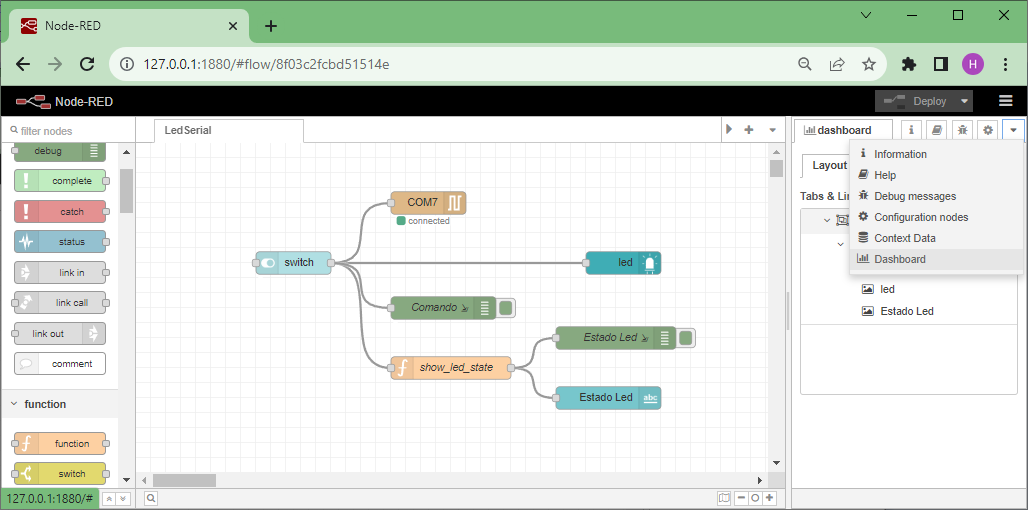 Node-RED
127.0.0.1:1880/#flow/8f03c2fcbd51514e
H
Node-RED
Deploy
filter nodes
debug
complete
catch
status
link in
link call
link out
comment
function
function
switch
127.0.0.1:1880/#
LedSerial
COM7
connected
switch
led
Comando
Estado Led
show_led_state
Estado Led
abc
dashboard
Layout
Tabs & Lin
Information
Help
Debug messages
Configuration nodes
Context Data
Dashboard
led
Estado Led